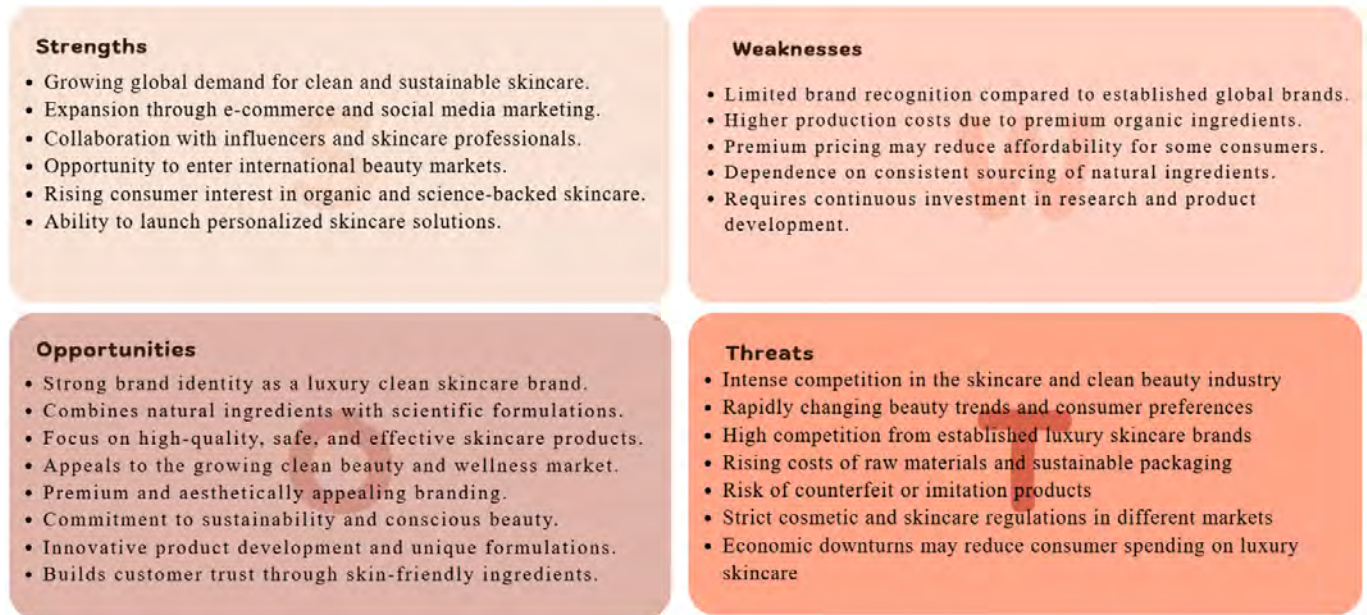 Strengths
• Growing global demand for clean and sustainable skincare.
• Expansion through e-commerce and social media marketing.
• Collaboration with influencers and skincare professionals.
• Opportunity to enter international beauty markets.
• Rising consumer interest in organic and science-backed skincare.
• Ability to launch personalized skincare solutions.
Weaknesses
• Limited brand recognition compared to established global brands.
• Higher production costs due to premium organic ingredients.
• Premium pricing may reduce affordability for some consumers.
• Dependence on consistent sourcing of natural ingredients.
• Requires continuous investment in research and product
development.
W
Opportunities
• Strong brand identity as a luxury clean skincare brand.
• Combines natural ingredients with scientific formulations.
• Focus on high-quality, safe, and effective skincare products.
• Appeals to the growing clean beauty and wellness market.
• Premium and aesthetically appealing branding.
• Commitment to sustainability and conscious beauty.
• Innovative product development and unique formulations.
• Builds customer trust through skin-friendly ingredients.
O
Threats
• Intense competition in the skincare and clean beauty industry
• Rapidly changing beauty trends and consumer preferences
• High competition from established luxury skincare brands
• Rising costs of raw materials and sustainable packaging
• Risk of counterfeit or imitation products
• Strict cosmetic and skincare regulations in different markets
• Economic downturns may reduce consumer spending on luxury
skincare
T